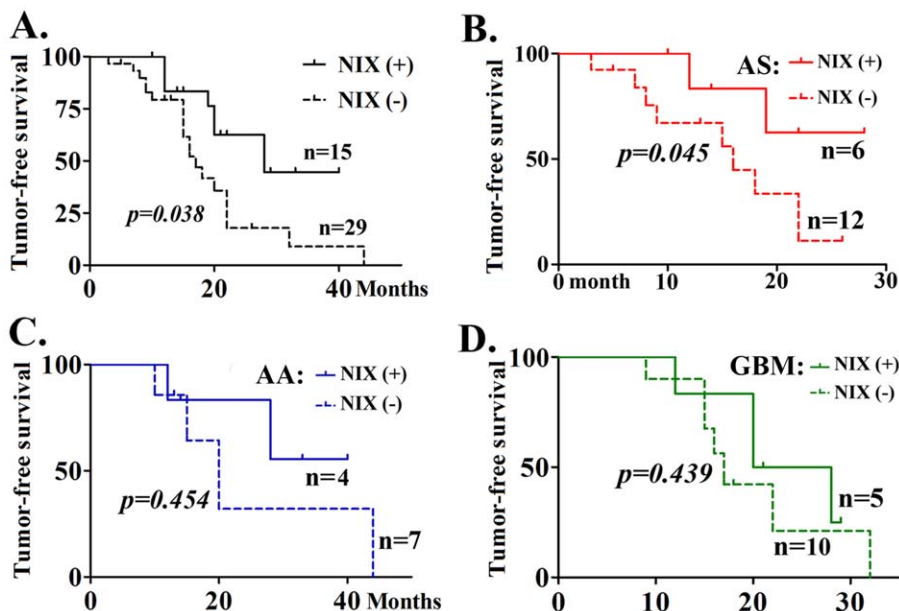 A.
Tumor-free survival
100
75
50
25
0
NIX (+)
NIX (-)
n=15
p=0.038
n=29
0
20
40 Months
B.
Tumor-free survival
100
50
0
AS:
NIX (+)
NIX (-)
p=0.045
n=6
n=12
0 month
10
20
30
C.
Tumor-free survival
100
50
0
AA:
NIX (+)
NIX (-)
n=4
p=0.454
n=7
0
20
40 Months
D.
Tumor-free survival
100
50
0
GBM:
NIX (+)
NIX (-)
p=0.439
n=5
n=10
0
10
20
30